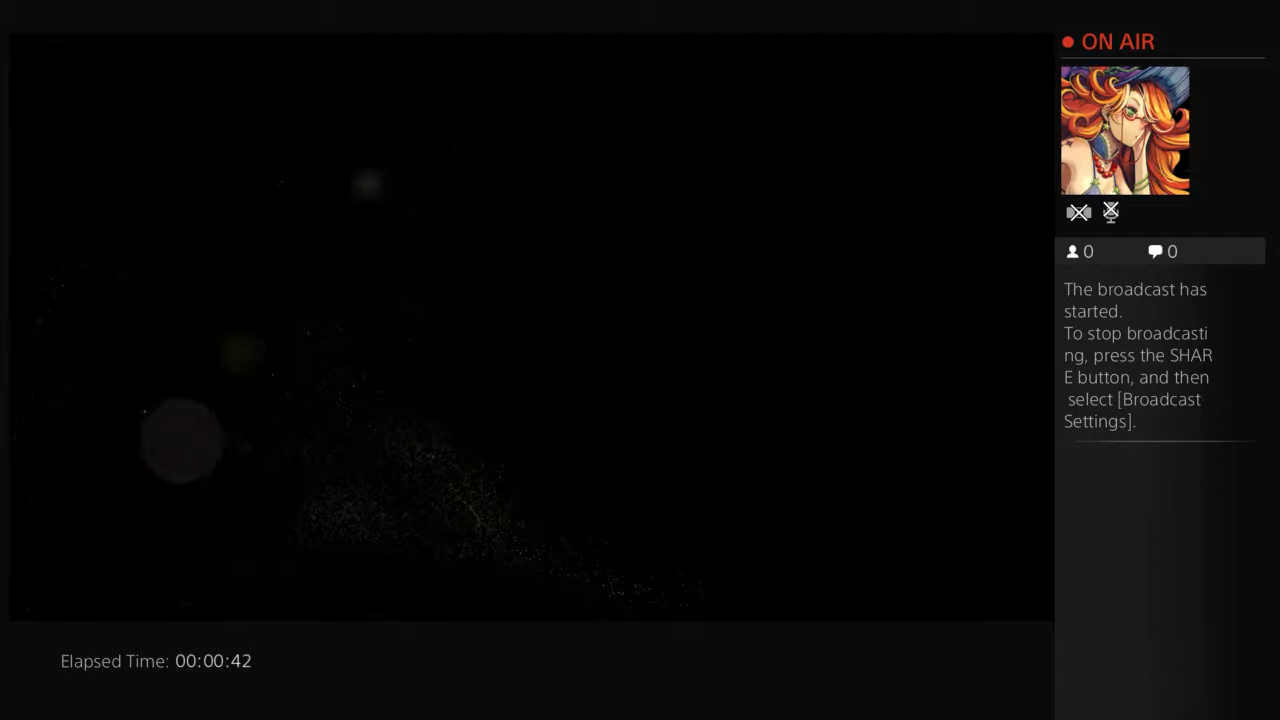 ON AIR
0 0
The broadcast has
started.
To stop broadcasti
ng, press the SHAR
E button, and then
select [Broadcast
Settings].
Elapsed Time: 00:00:42